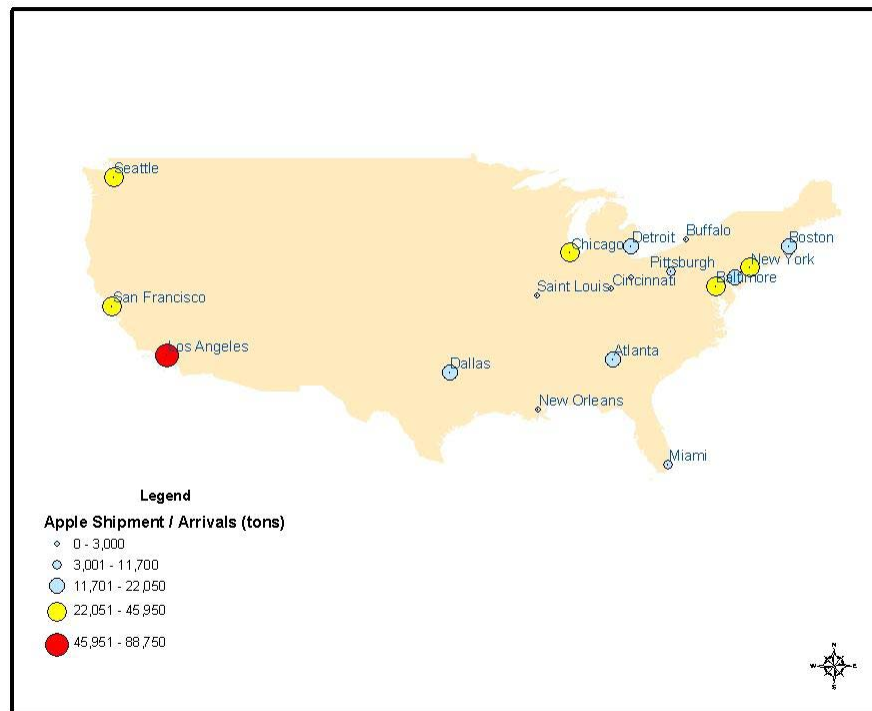 Seattle
Buffalo
Chicago
Detroit
Boston
Pittsburgh
New York
Baltimore
Cincinnati
Saint Louis
San Francisco
Los Angeles
Atlanta
Dallas
New Orleans
Miami
Legend
Apple Shipment / Arrivals (tons)
0 - 3,000
3,001 - 11,700
11,701 - 22,050
22,051 - 45,950
45,951 - 88,750
N
W E
S